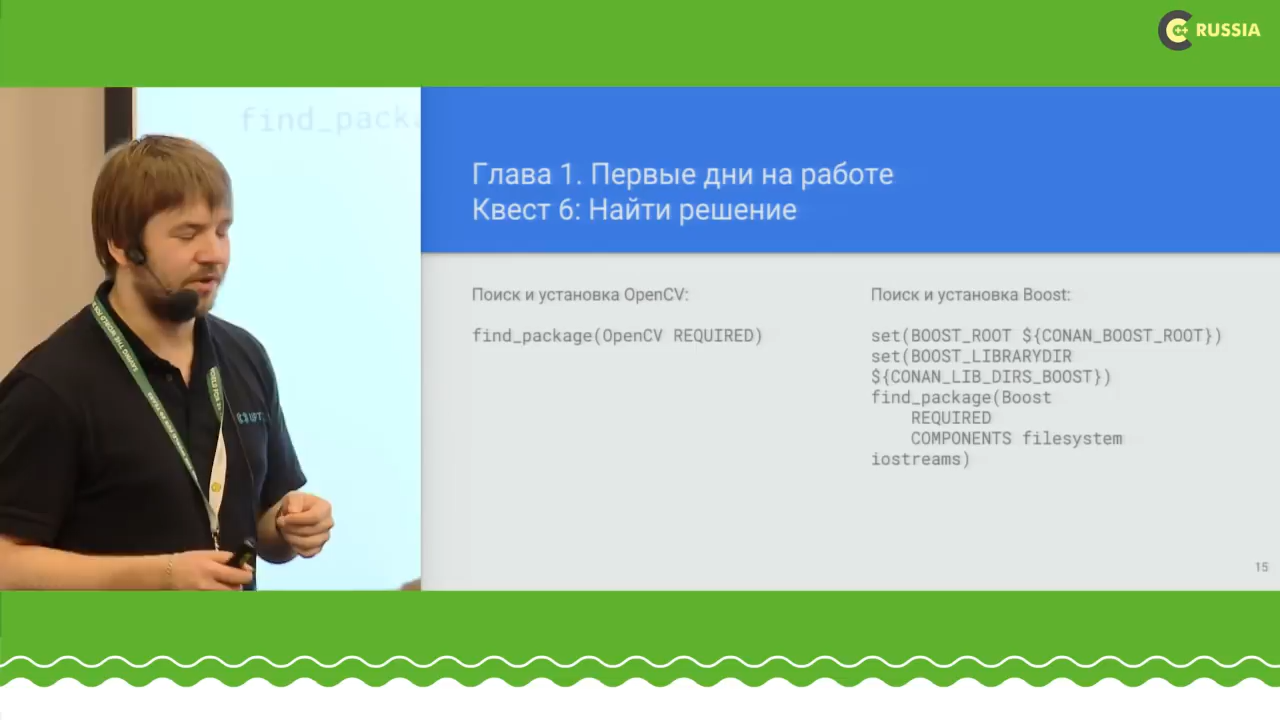 RUSSIA
find_packa
Глава 1. Первые дни на работе
Квест 6: Найти решение
Поиск и установка OpenCV:
find_package(OpenCV REQUIRED)
Поиск и установка Boost:
set(BOOST_ROOT ${CONAN_BOOST_ROOT})
set(BOOST_LIBRARYDIR
${CONAN_LIB_DIRS_BOOST})
find_package(Boost
REQUIRED
COMPONENTS filesystem
iostreams)
15